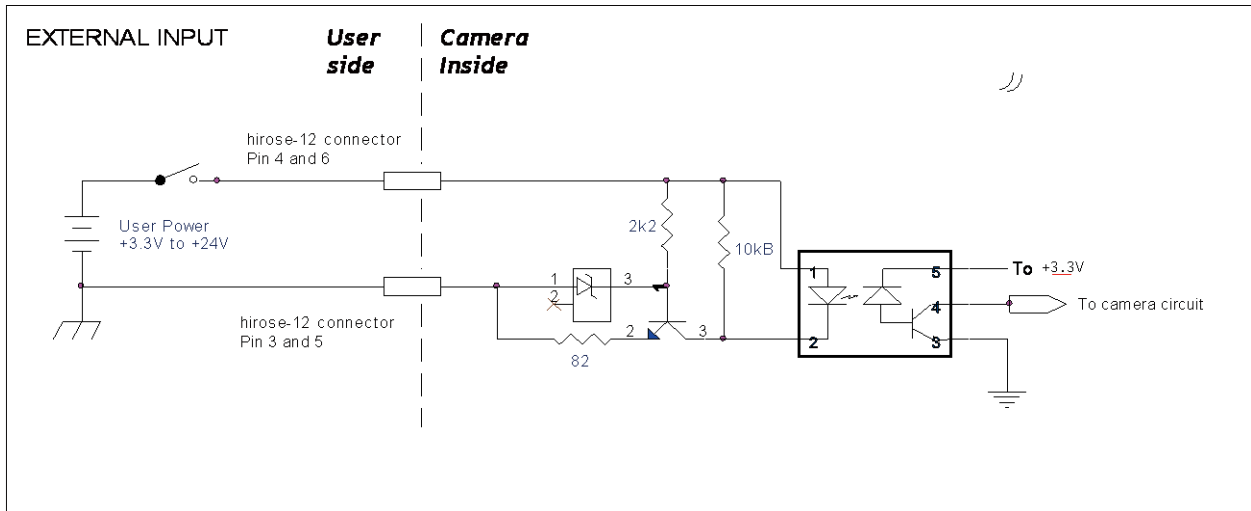 EXTERNAL INPUT
User
side
Camera
Inside
hirose-12 connector
Pin 4 and 6
User Power
+3.3V to +24V
2k2
10kB
1
3
2
1
2
3
82
hirose-12 connector
Pin 3 and 5
1
2
5
4
3
To +3.3V
To camera circuit